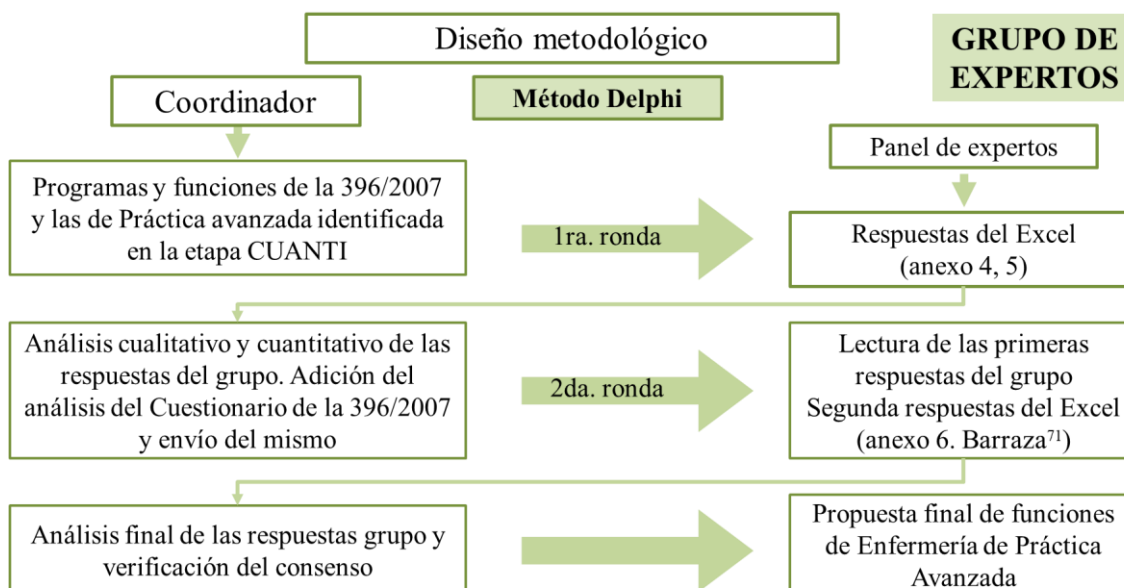 Diseño metodológico
GRUPO DE
EXPERTOS
Coordinador
Método Delphi
Panel de expertos
Programas y funciones de la 396/2007
y las de Práctica avanzada identificada
en la etapa CUANTI
1ra. ronda
Respuestas del Excel
(anexo 4, 5)
Análisis cualitativo y cuantitativo de las
respuestas del grupo. Adición del
análisis del Cuestionario de la 396/2007
y envío del mismo
2da. ronda
Lectura de las primeras
respuestas del grupo
Segunda respuestas del Excel
(anexo 6. Barraza⁷¹)
Análisis final de las respuestas grupo y
verificación del consenso
Propuesta final de funciones
de Enfermería de Práctica
Avanzada